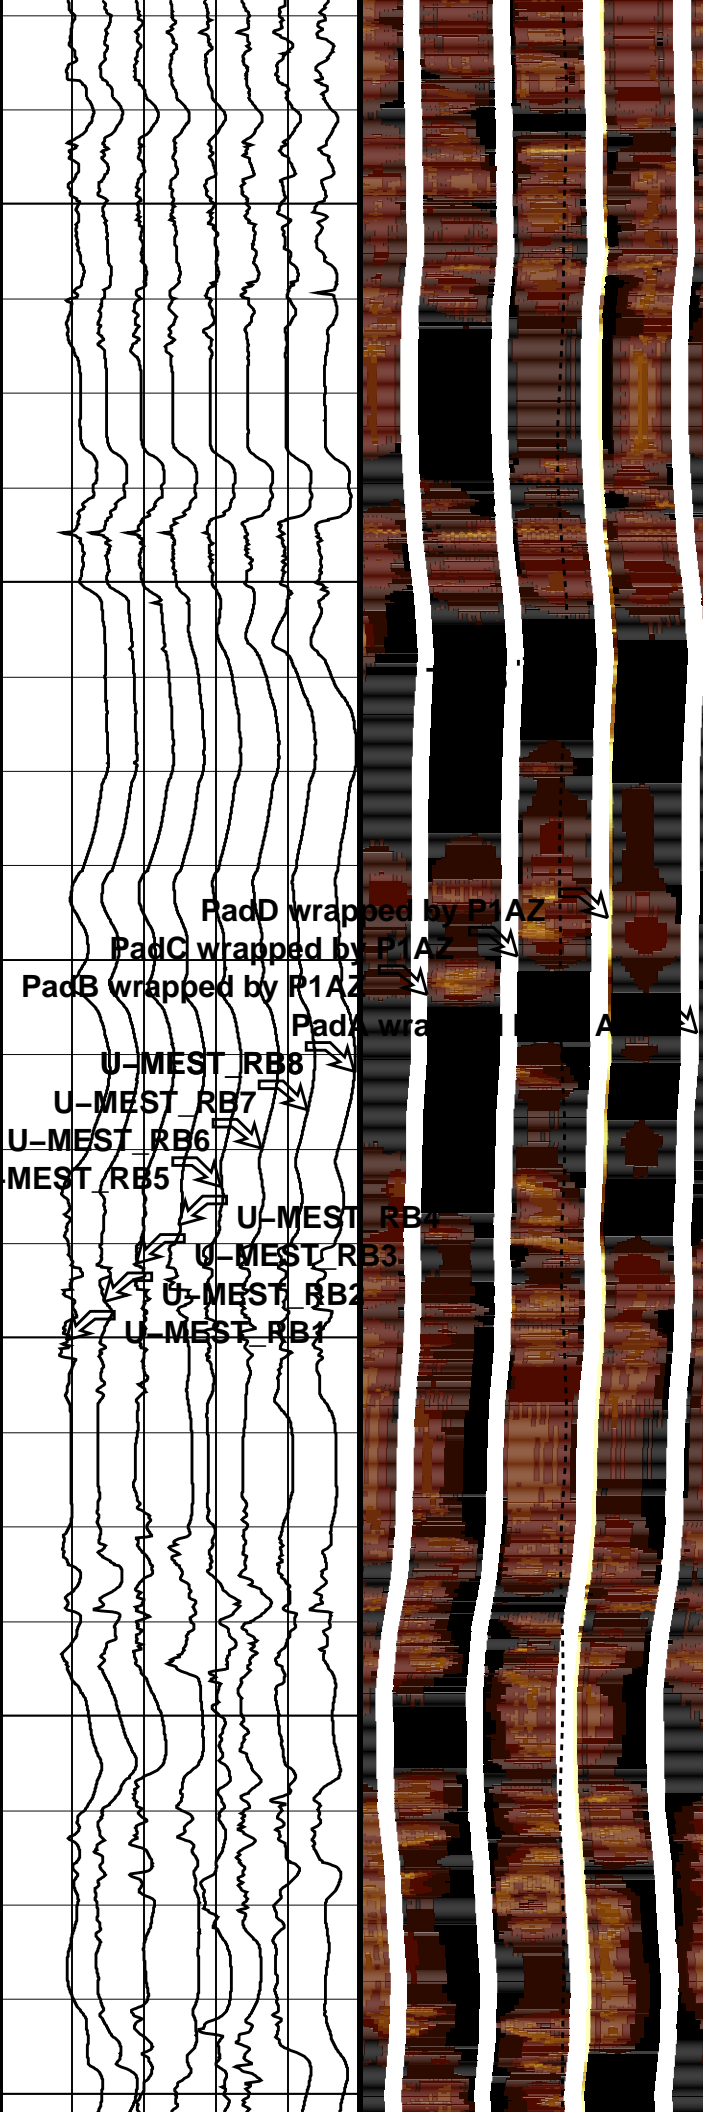 PadD wrapped by P1AZ
PadC wrapped by P1AZ
PadB wrapped by P1AZ
PadA wra
U–MEST_RB8
U–MEST_RB7
U–MEST_RB6
-MEST_RB5
U–MEST_RB4
U–MEST_RB3
U–MEST_RB2
U–MEST_RB1